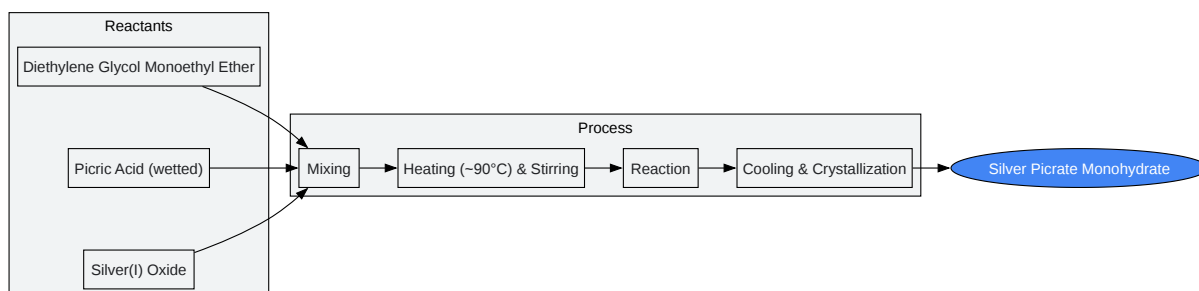 Reactants
Diethylene Glycol Monoethyl Ether
Picric Acid (wetted)
Silver(I) Oxide
Process
Mixing
Heating (~90°C) & Stirring
Reaction
Cooling & Crystallization
Silver Picrate Monohydrate